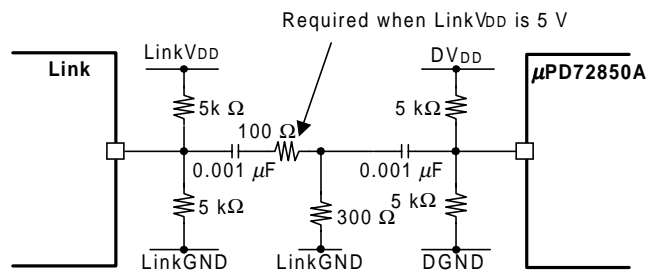 Required when LinkVDD is 5 V
Link
LinkVDD
DVDD
μPD72850A
5k Ω
5 kΩ
100 Ω
0.001 μF
0.001 μF
5 kΩ
300 Ω
5 kΩ
LinkGND
LinkGND
DGND